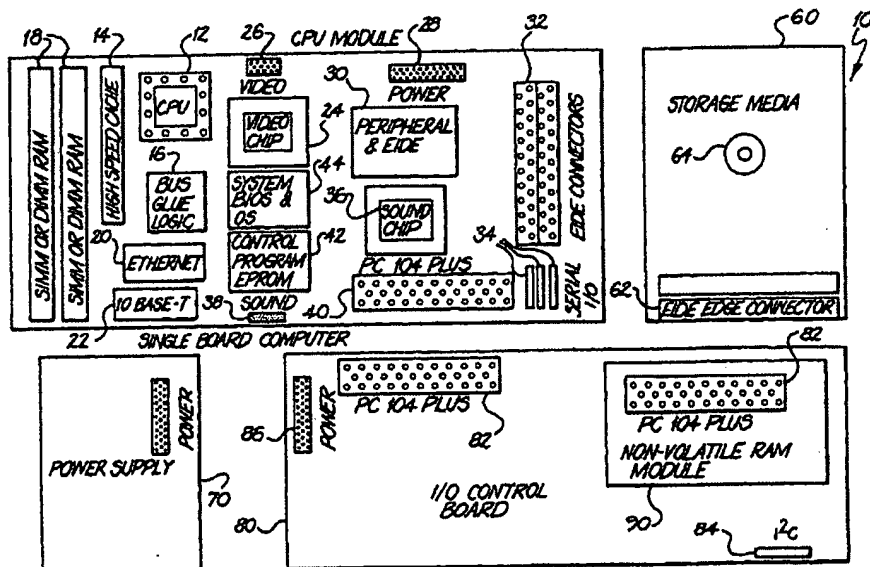 10
60
18
14
12
26
CPU MODULE
28
32
VIDEO
POWER
30
24
SIMM OR DIMM RAM
SIMM OR DIMM RAM
HIGH SPEED CACHE
CPU
VIDEO
CHIP
PERIPHERAL
& EIDE
EIDE CONNECTORS
STORAGE MEDIA
64
16
BUS
GLUE
LOGIC
44
SYSTEM
BIOS &
OS
36
SOUND
CHIP
34
20
ETHERNET
42
CONTROL
PROGRAM
EPROM
PC 104 PLUS
SERIAL
I/O
22
10 BASE-T
38
SOUND
40
62
EIDE EDGE CONNECTOR
SINGLE BOARD COMPUTER
82
POWER
POWER SUPPLY
70
86
POWER
PC 104 PLUS
82
PC 104 PLUS
NON-VOLATILE RAM
MODULE
I/O CONTROL
BOARD
80
90
84
I²C